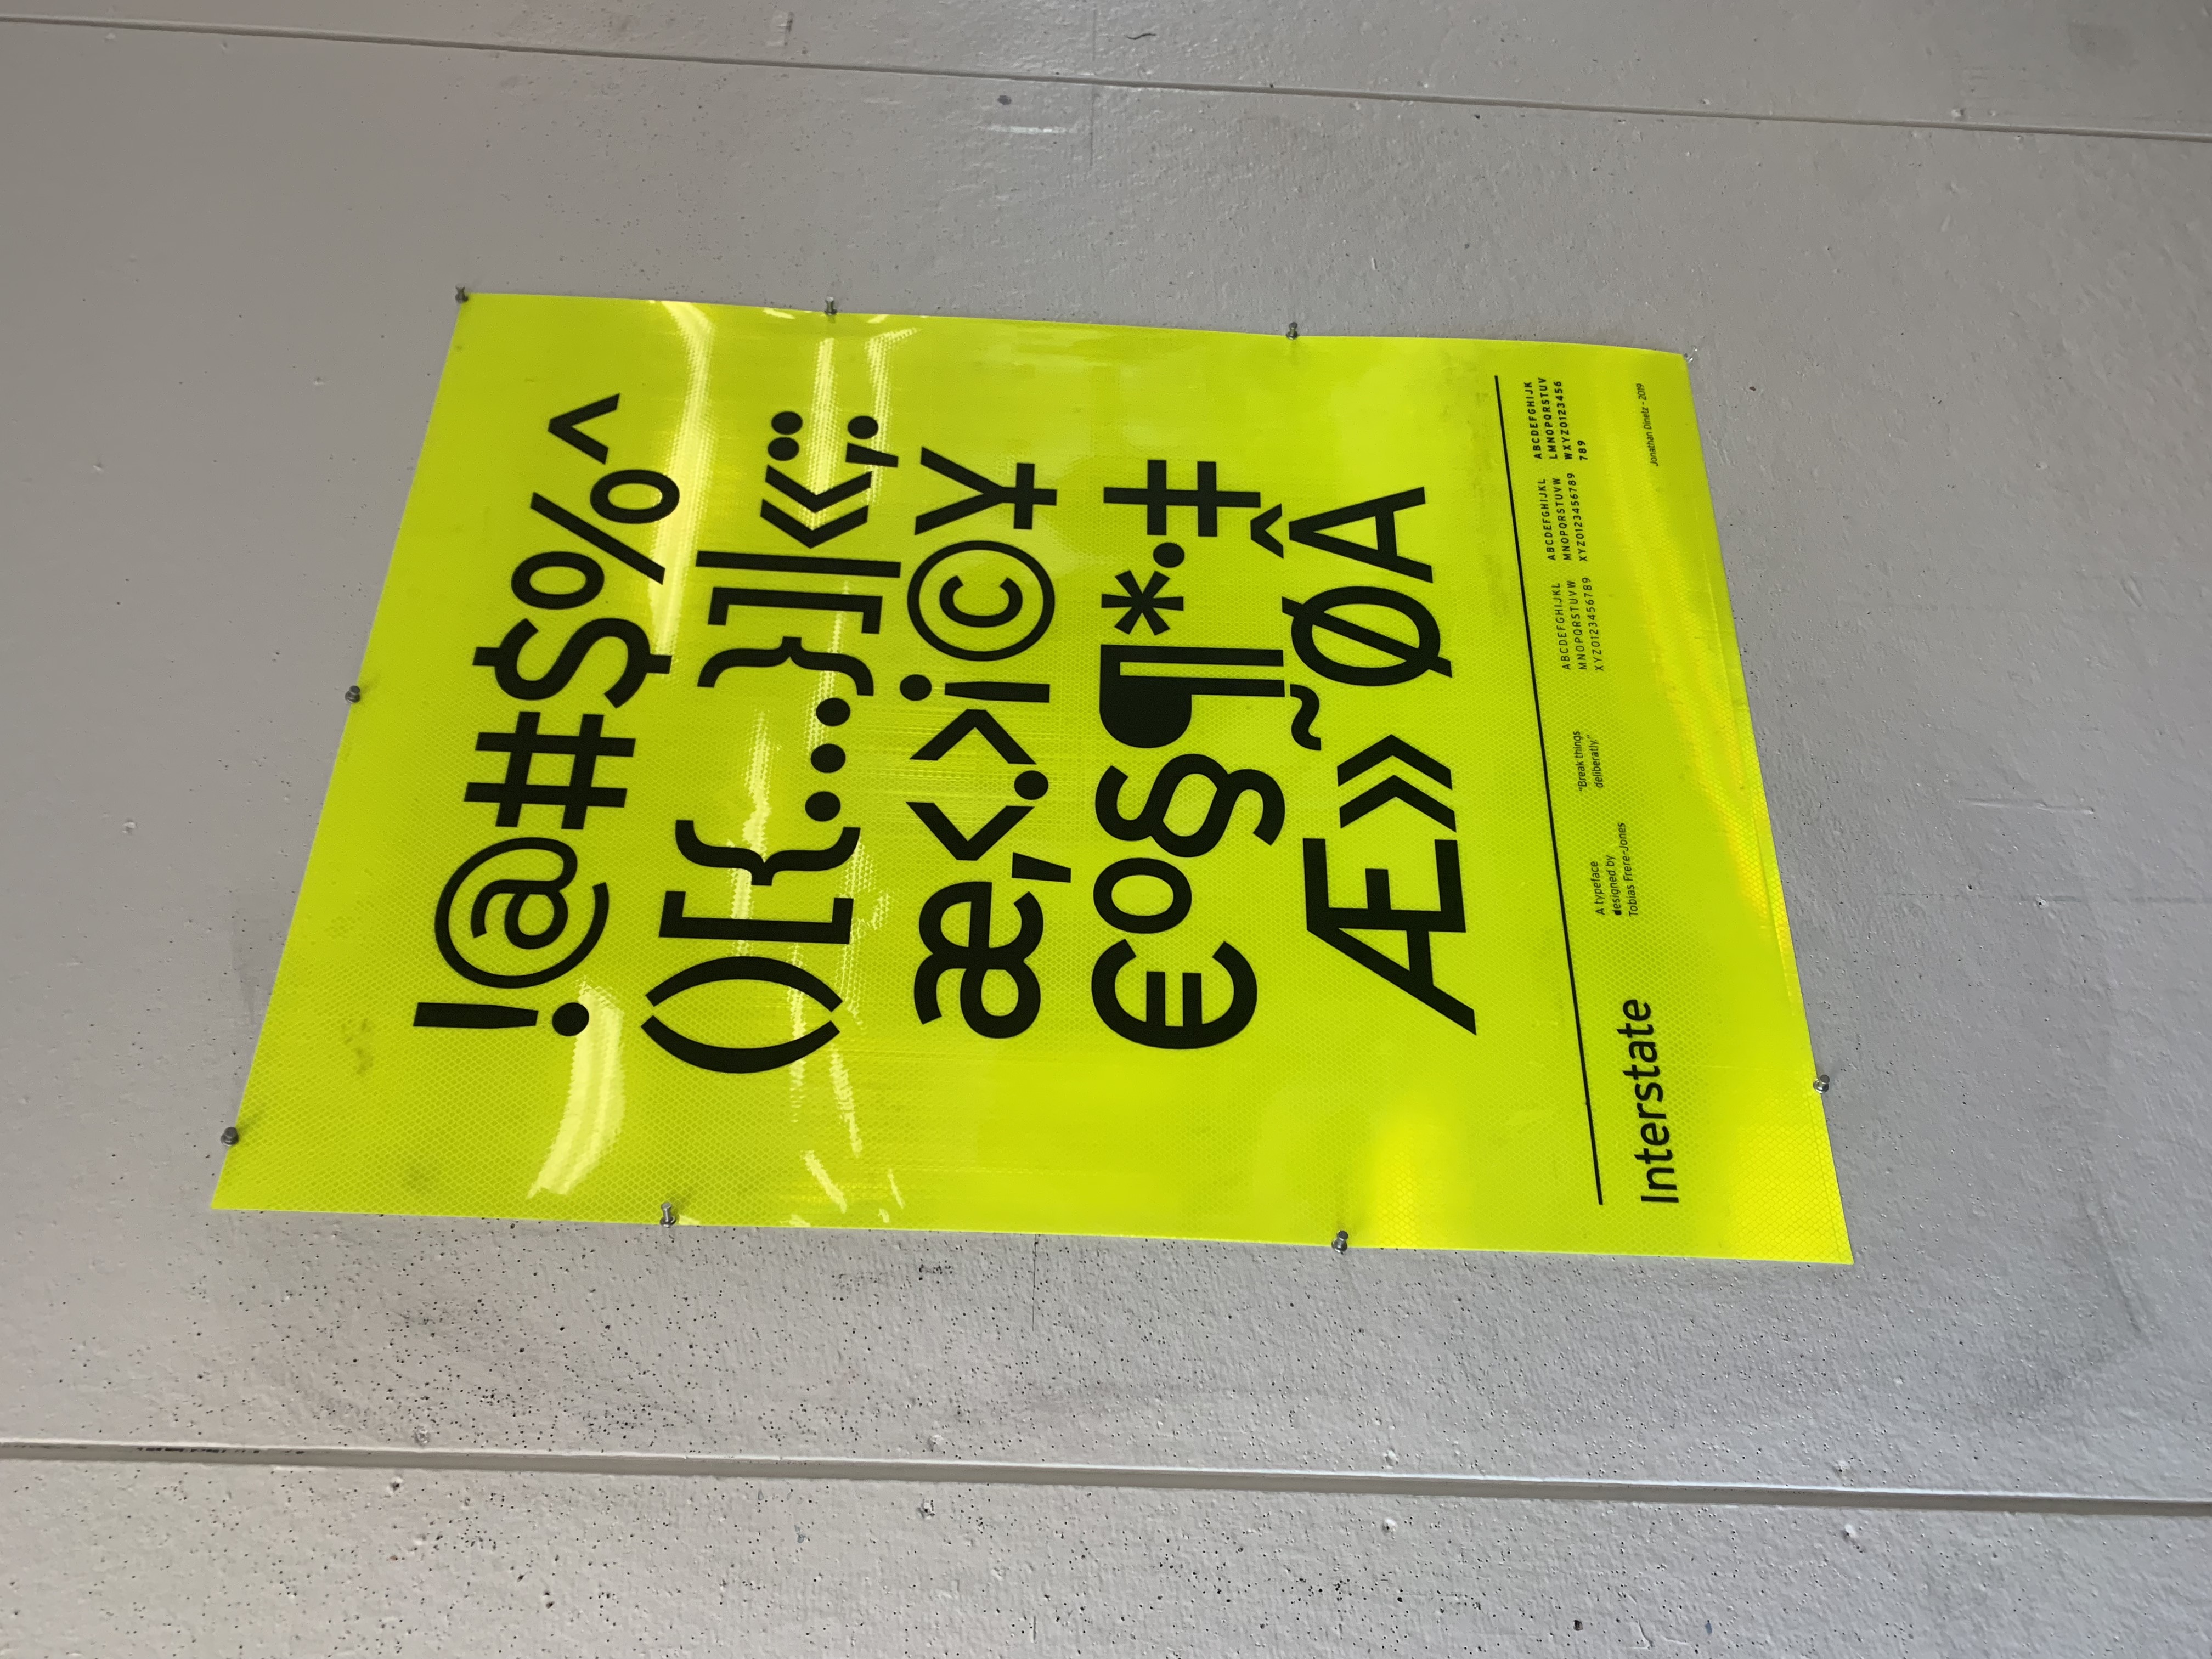 !@#$%^
()[{…}]|«,¨.
æ,‹.›¡©¥
€º§¶*·‡
Æ»˜ØÂ
Interstate
A typeface
designed by
Tobias Frere-Jones
“Break things
deliberatly.”
ABCDEFGHIJKL
MNOPQRSTUVW
XYZ0123456789
ABCDEFGHIJKL
MNOPQRSTUVW
XYZ0123456789
ABCDEFGHIJK
LMNOPQRSTUV
WXYZ0123456
789
Jonathan Dinetz - 2019